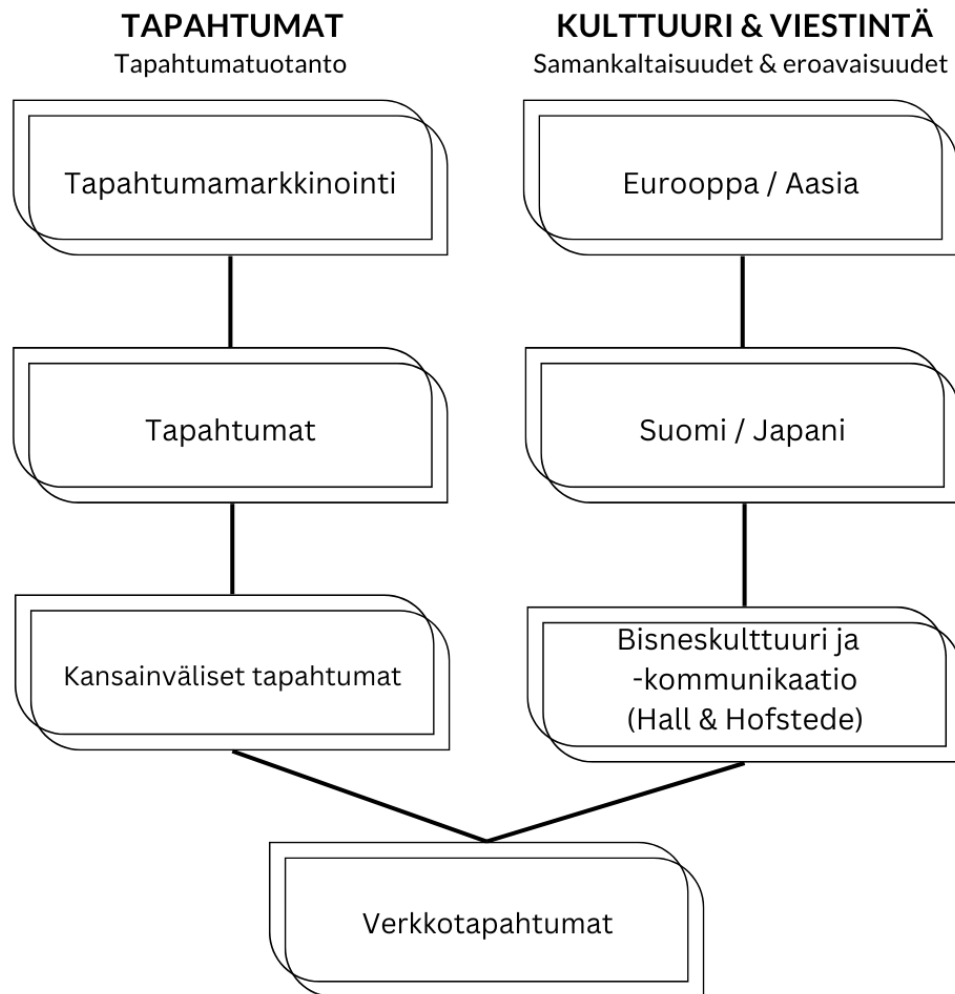 TAPAHTUMAT
Tapahtumatuotanto
Tapahtumamarkkinointi
Tapahtumat
Kansainväliset tapahtumat
KULTTUURI & VIESTINTÄ
Samankaltaisuudet & eroavaisuudet
Eurooppa / Aasia
Suomi / Japani
Bisneskulttuuri ja
-kommunikaatio
(Hall & Hofstede)
Verkkotapahtumat